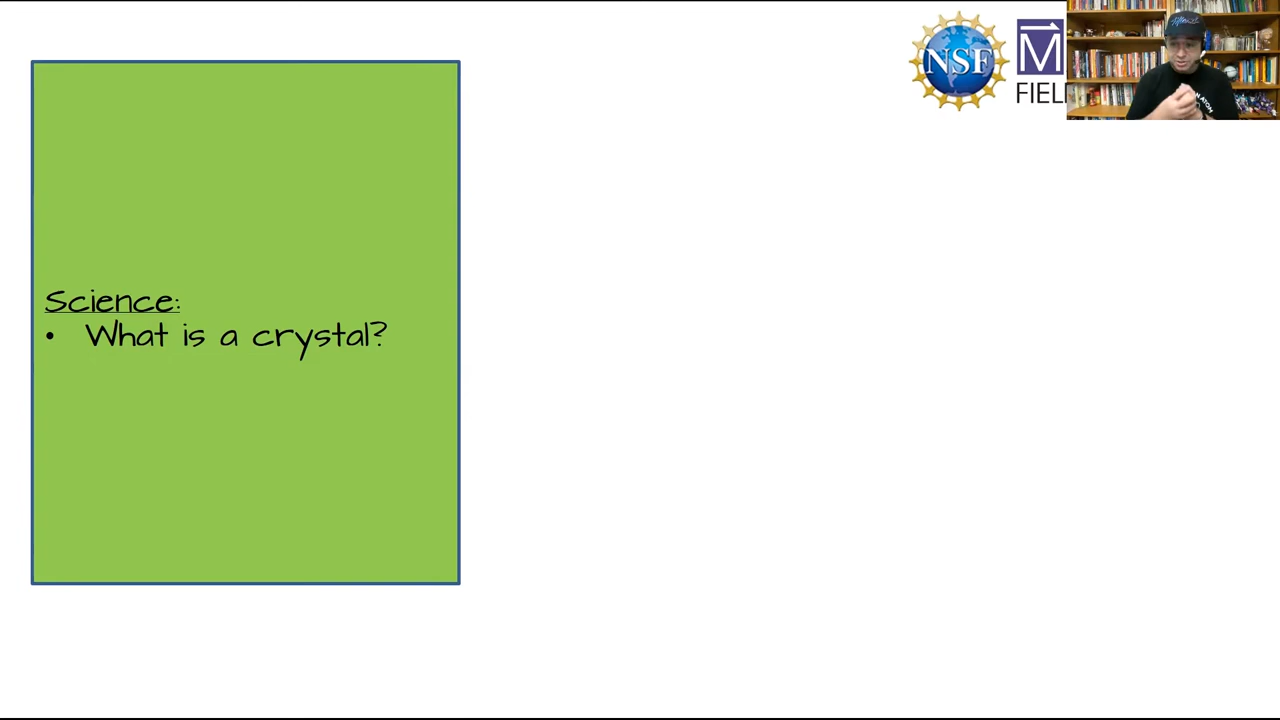 NSF
M
FIEL
Science:
• What is a crystal?